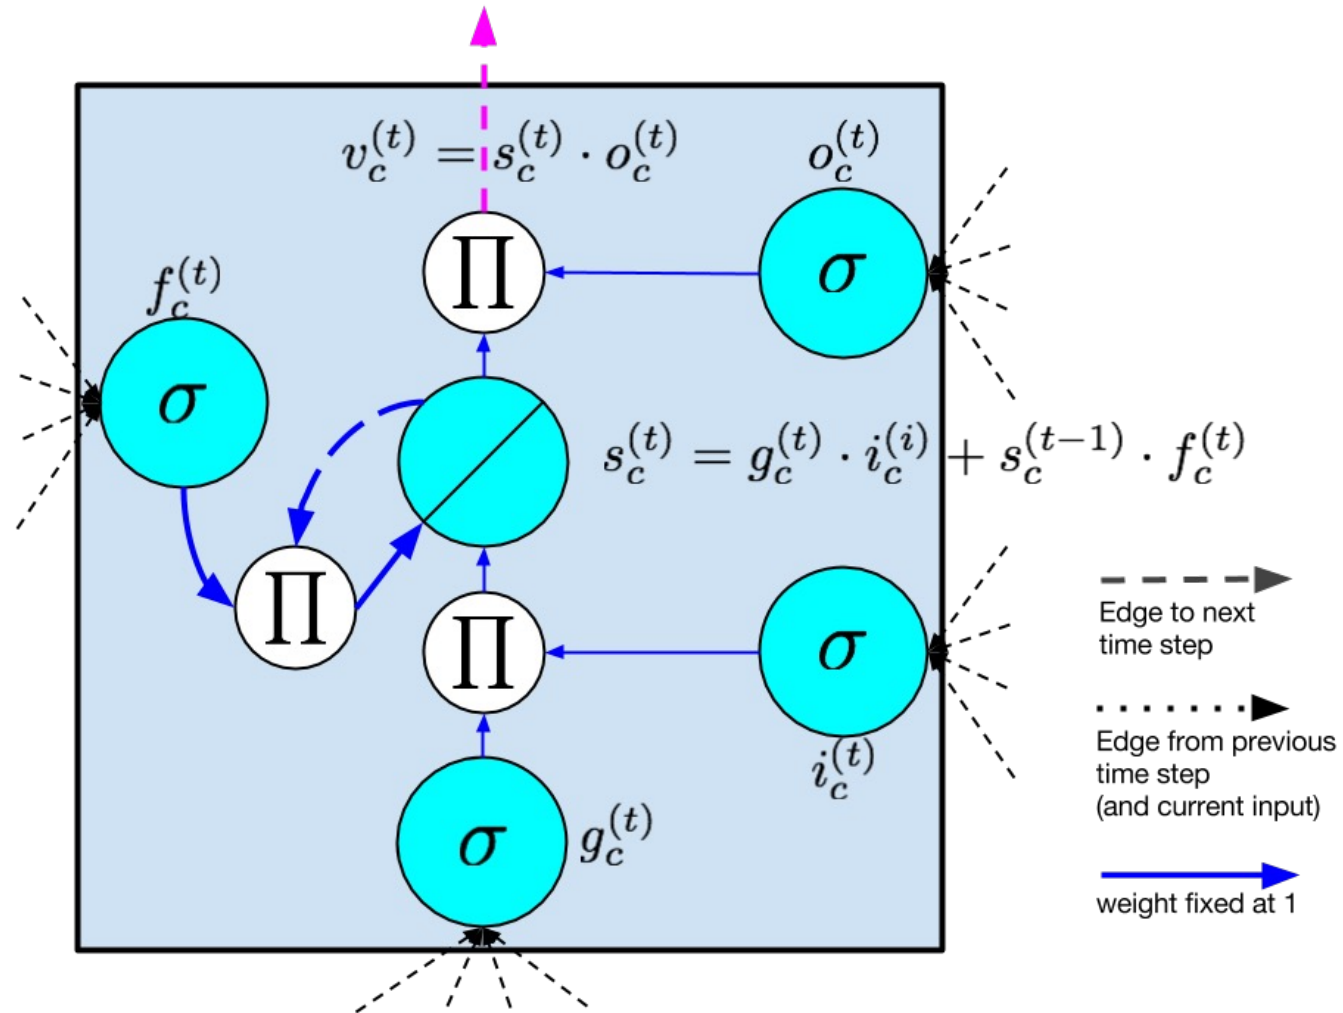 v_c^{(t)} = s_c^{(t)} · o_c^{(t)}
o_c^{(t)}
∏
σ
f_c^{(t)}
σ
s_c^{(t)} = g_c^{(t)} · i_c^{(i)} + s_c^{(t−1)} · f_c^{(t)}
∏
∏
σ
i_c^{(t)}
σ
g_c^{(t)}
Edge to next
time step
Edge from previous
time step
(and current input)
weight fixed at 1